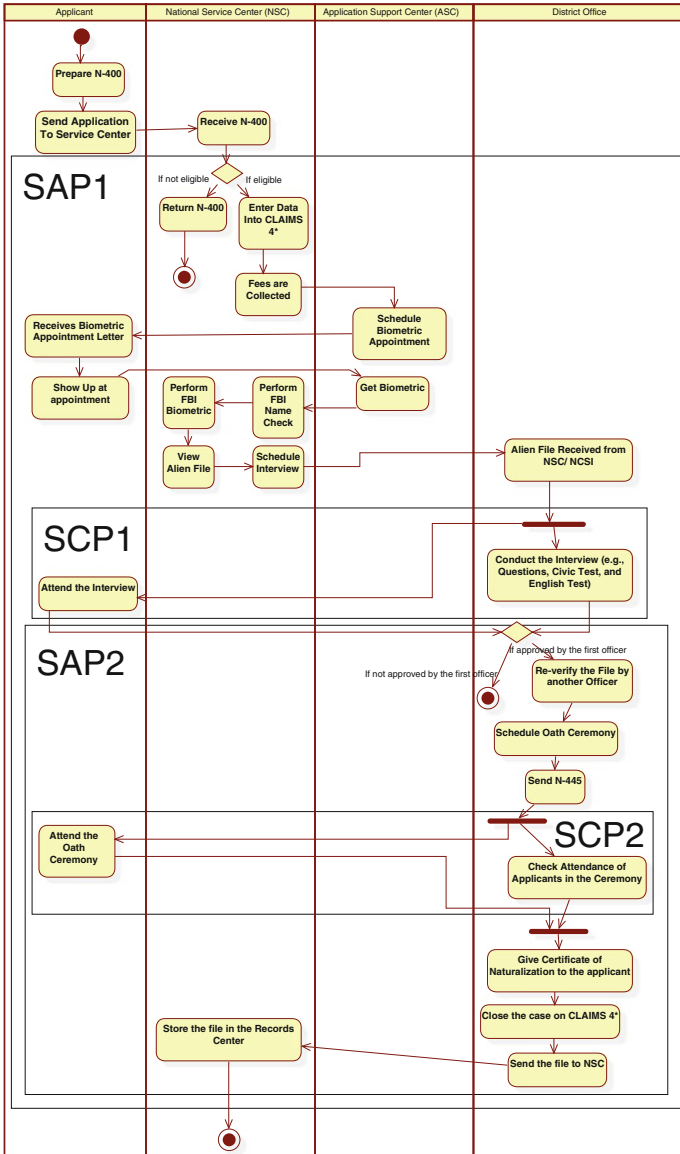 Applicant
National Service Center (NSC)
Application Support Center (ASC)
District Office
Prepare N-400
Send Application
To Service Center
Receive N-400
SAP1
If not eligible
If eligible
Return N-400
Enter Data
Into CLAIMS
4*
Fees are
Collected
Schedule
Biometric
Appointment
Receives Biometric
Appointment Letter
Show Up at
appointment
Get Biometric
Perform
FBI
Name
Check
Perform
FBI
Biometric
View
Alien File
Schedule
Interview
Alien File Received from
NSC/ NCSI
SCP1
Conduct the Interview (e.g.,
Questions, Civic Test, and
English Test)
Attend the Interview
SAP2
If approved by the first officer
If not approved by the first officer
Re-verify the File by
another Officer
Schedule Oath Ceremony
Send N-445
SCP2
Attend the
Oath
Ceremony
Check Attendance of
Applicants in the Ceremony
Give Certificate of
Naturalization to the applicant
Close the case on CLAIMS 4*
Send the file to NSC
Store the file in the Records
Center